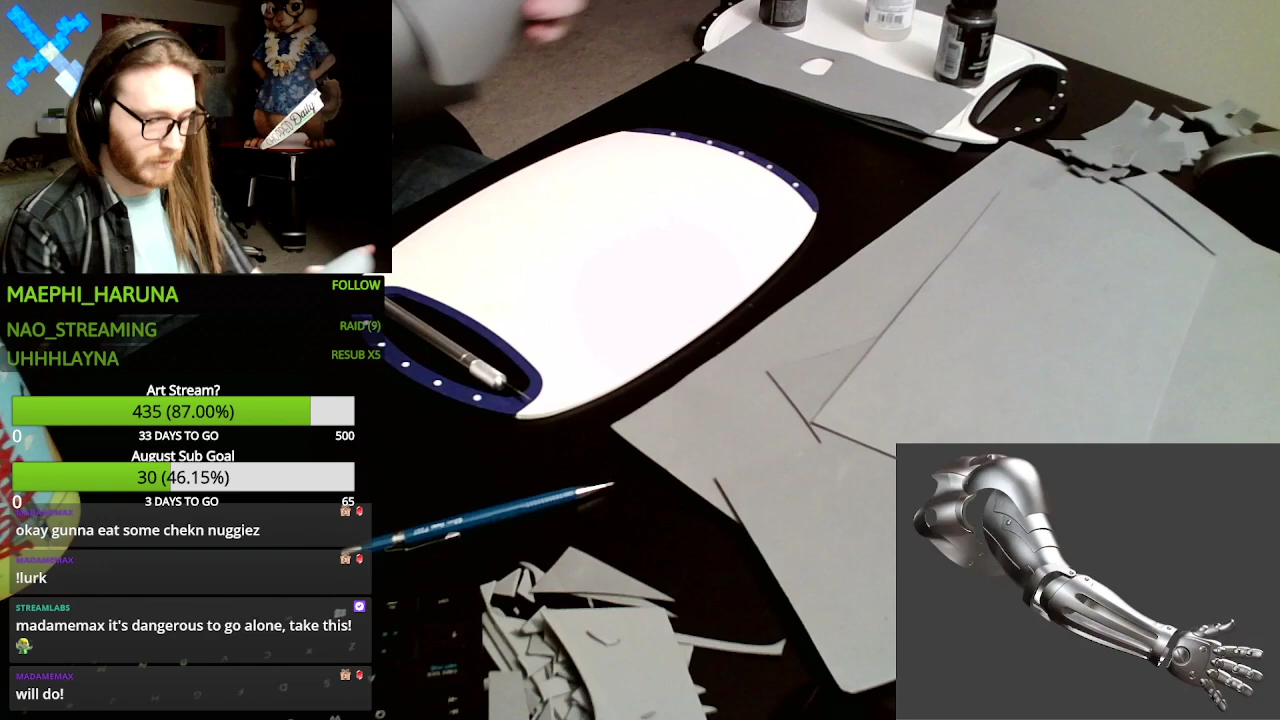 MAEPHI_HARUNA
FOLLOW
NAO_STREAMING
RAID (9)
UHHHLAYNA
RESUB X5
Art Stream?
435 (87.00%)
0
33 DAYS TO GO
500
August Sub Goal
30 (46.15%)
0
3 DAYS TO GO
65
MADAMEMAX
okay gunna eat some chekn nuggiez
MADAMEMAX
!lurk
STREAMLABS
madamemax it's dangerous to go alone, take this!
MADAMEMAX
will do!
Daily